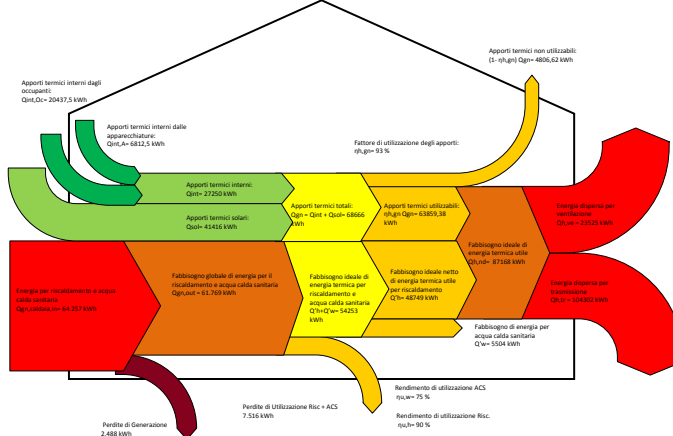 Apporti termici non utilizzabili:
(1- ηh,gn) Qgn= 4806,62 kWh
Apporti termici interni dagli
occupanti:
Qint,Oc= 20437,5 kWh
Apporti termici interni dalle
apparecchiature:
Qint,A= 6812,5 kWh
Fattore di utilizzazione degli apporti:
ηh,gn= 93 %
Apporti termici interni:
Qint= 27250 kWh
Apporti termici solari:
Qsol= 41416 kWh
Apporti termici totali:
Qgn = Qint + Qsol= 68666
kWh
Apporti termici utilizzabili:
ηh,gn Qgn= 63859,38
kWh
Fabbisogno ideale di
energia termica utile
Qh,nd= 87168 kWh
Energia dispersa per
ventilazione
Qh,ve = 23525 kWh
Energia dispersa per
trasmissione
Qh,tr = 104302 kWh
Energia per riscaldamento e acqua
calda sanitaria
= 64.257 kWh
Fabbisogno globale di energia per il
riscaldamento e acqua calda sanitaria
Qgn,out = 61.769 kWh
Fabbisogno ideale di
energia termica per
riscaldamento e
acqua calda sanitaria
Q'h+Q'w = 54253
kWh
Fabbisogno ideale netto
di energia termica utile
per riscaldamento
Q'h= 48749 kWh
Fabbisogno di energia per
acqua calda sanitaria
Q'w= 5504 kWh
Rendimento di utilizzazione ACS
ηu,w= 75 %
Rendimento di utilizzazione Risc.
ηu,h= 90 %
Perdite di Utilizzazione Risc + ACS
7.516 kWh
Perdite di Generazione
2.488 kWh